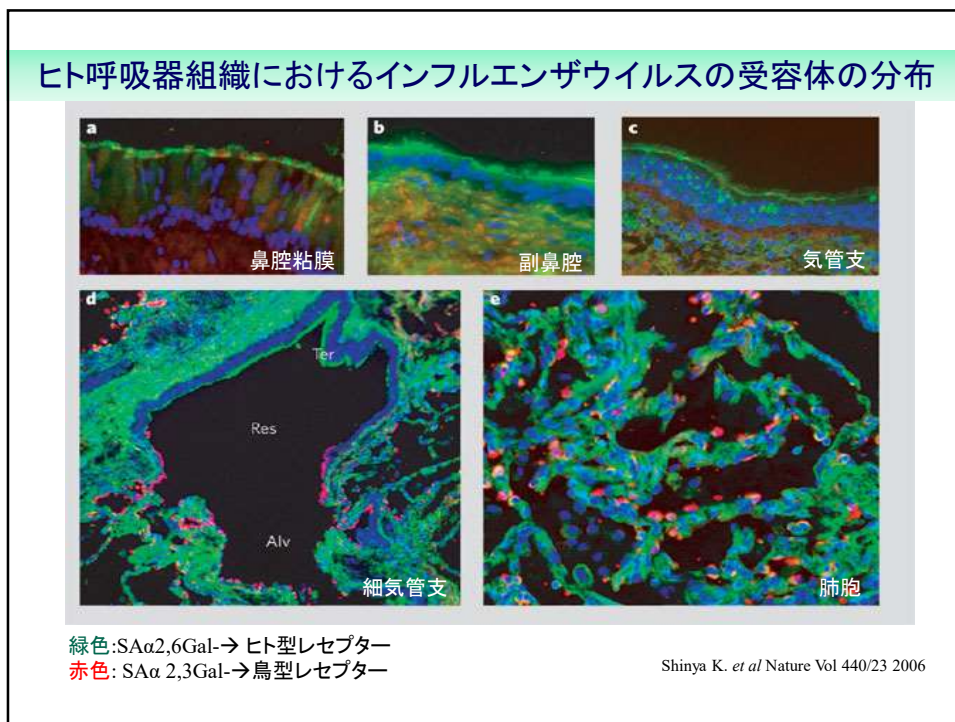 ヒト呼吸器組織におけるインフルエンザウイルスの受容体の分布
a
鼻腔粘膜
b
副鼻腔
c
気管支
d
Ter
Res
Alv
細気管支
e
肺胞
緑色:SAα2,6Gal-→ ヒト型レセプター
赤色: SAα 2,3Gal-→鳥型レセプター
Shinya K. et al Nature Vol 440/23 2006